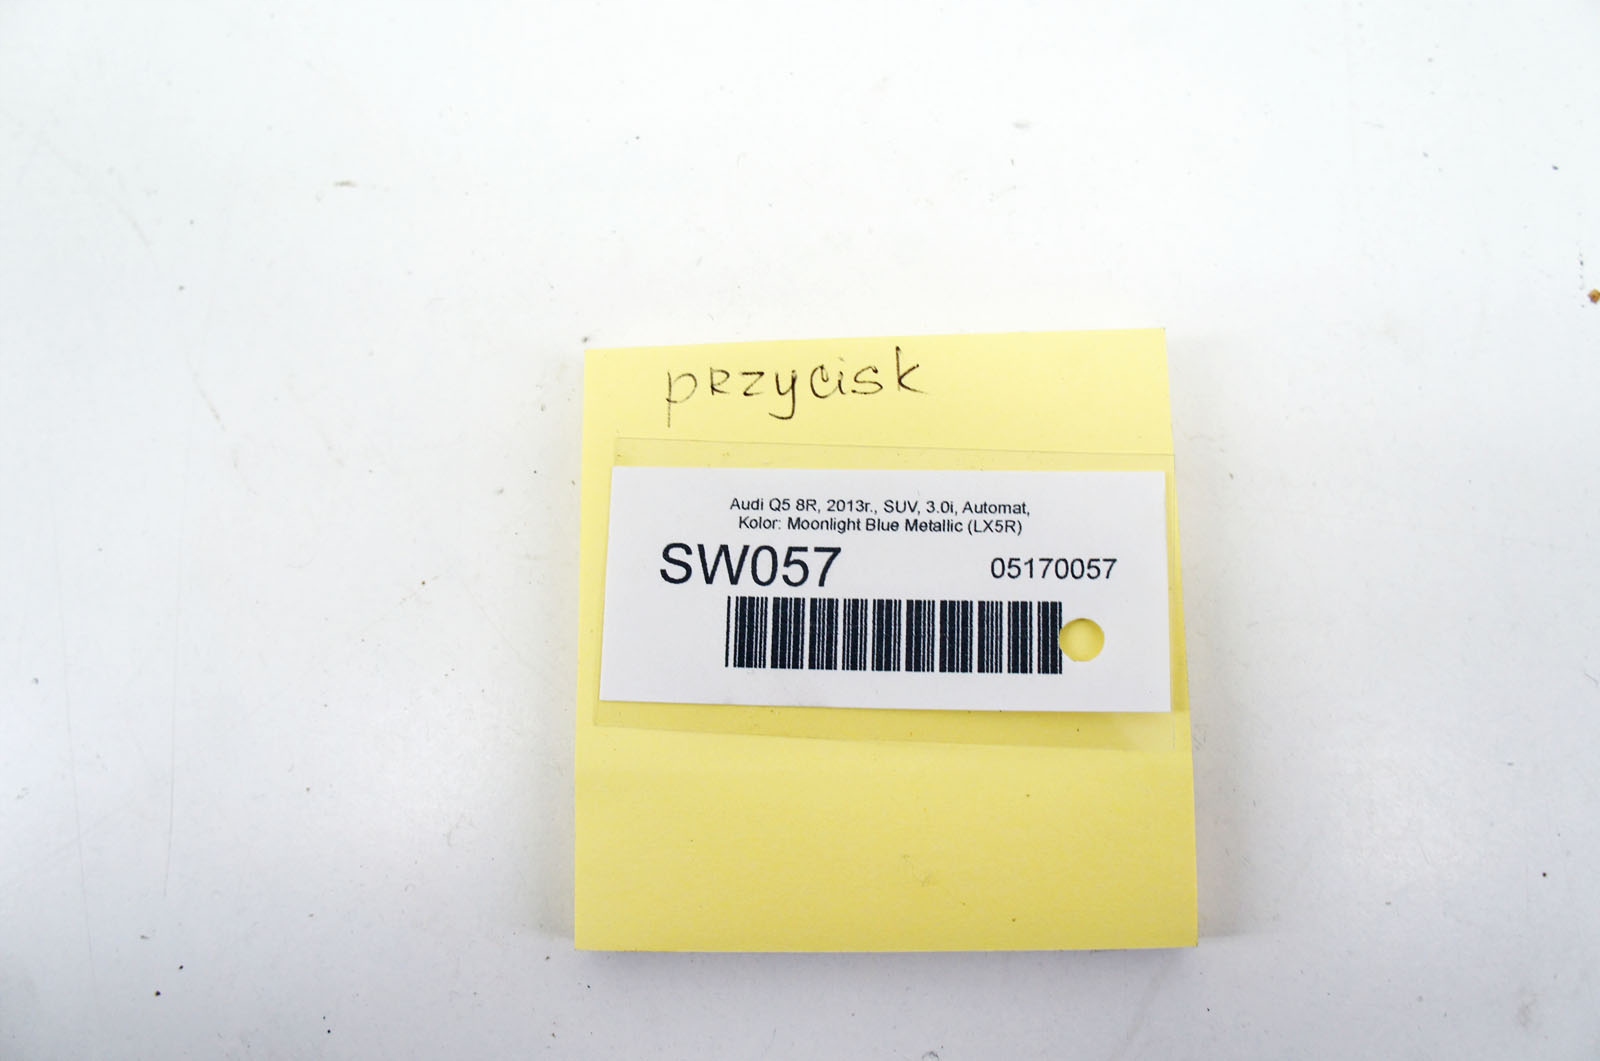 przycisk
Audi Q5 8R, 2013r., SUV, 3.0i, Automat,
Kolor: Moonlight Blue Metallic (LX5R)
SW057 05170057